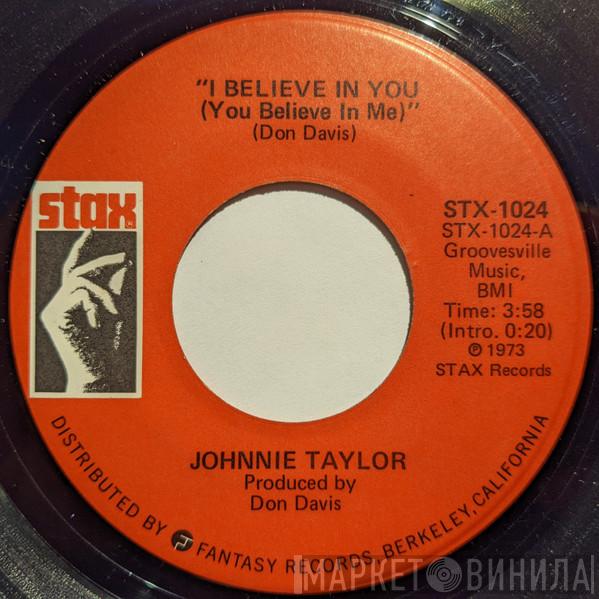 "I BELIEVE IN YOU
(You Believe In Me)"
(Don Davis)
stax
STX-1024
STX-1024-A
Groovesville
Music,
BMI
Time: 3:58
(Intro. 0:20)
℗ 1973
STAX Records
JOHNNIE TAYLOR
Produced by
Don Davis
DISTRIBUTED BY FANTASY RECORDS, BERKELEY, CALIFORNIA
МАРКЕТ ВИНИЛА